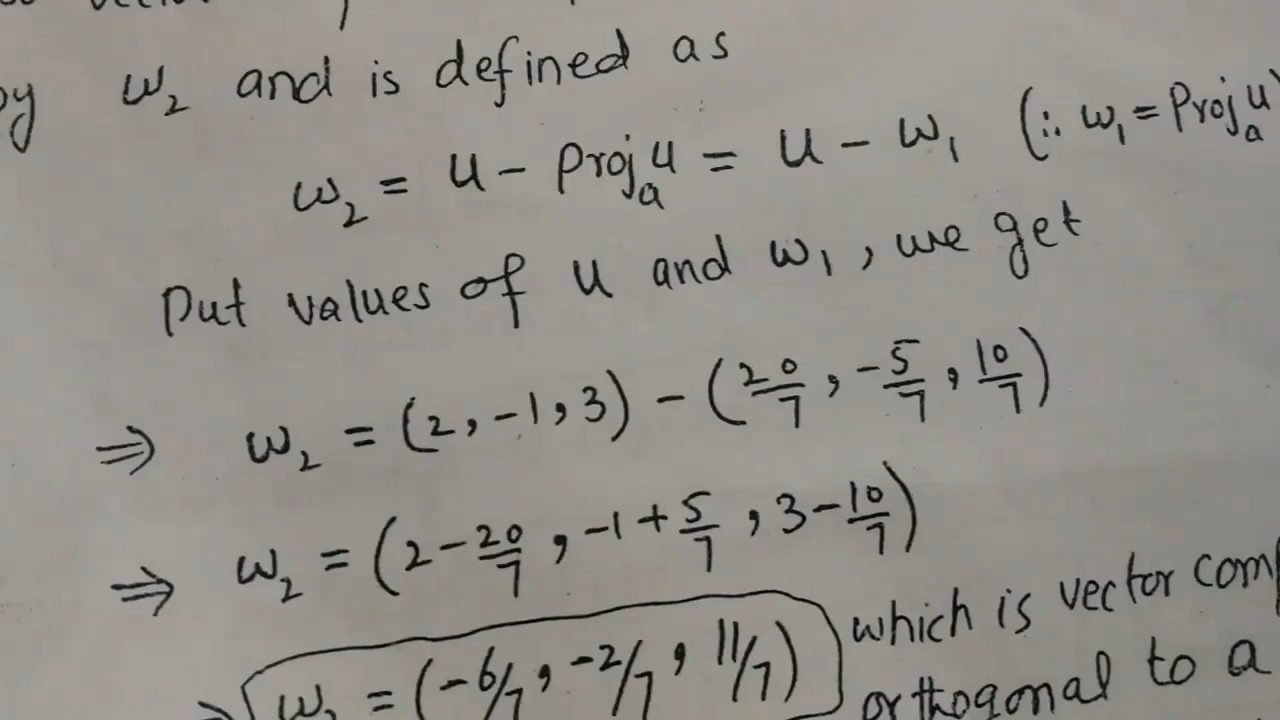 by w₂ and is defined as
w₂ = u - Projₐu = u - w₁ (∵ w₁ = Projₐu)
Put values of u and w₁, we get
⇒ w₂ = (2, -1, 3) - (20/7, -5/7, 10/7)
⇒ w₂ = (2 - 20/7, -1 + 5/7, 3 - 10/7)
⇒ w₂ = (-6/7, -2/7, 11/7) which is vector com
orthogonal to a